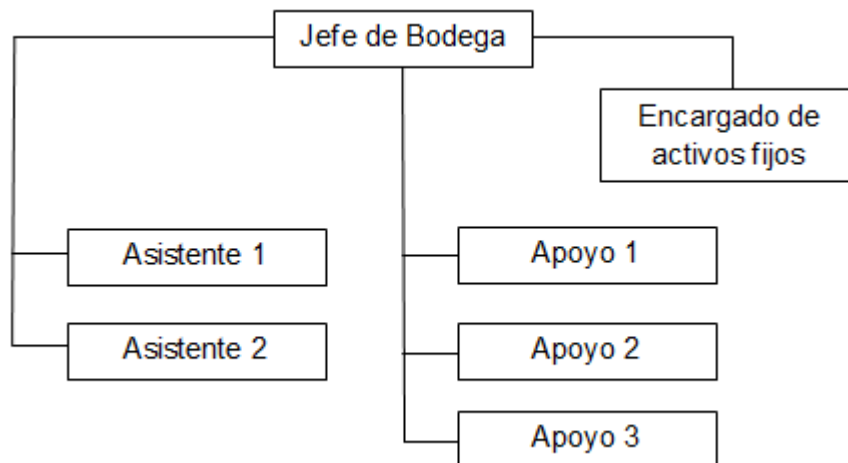 Jefe de Bodega
Encargado de
activos fijos
Asistente 1
Apoyo 1
Asistente 2
Apoyo 2
Apoyo 3